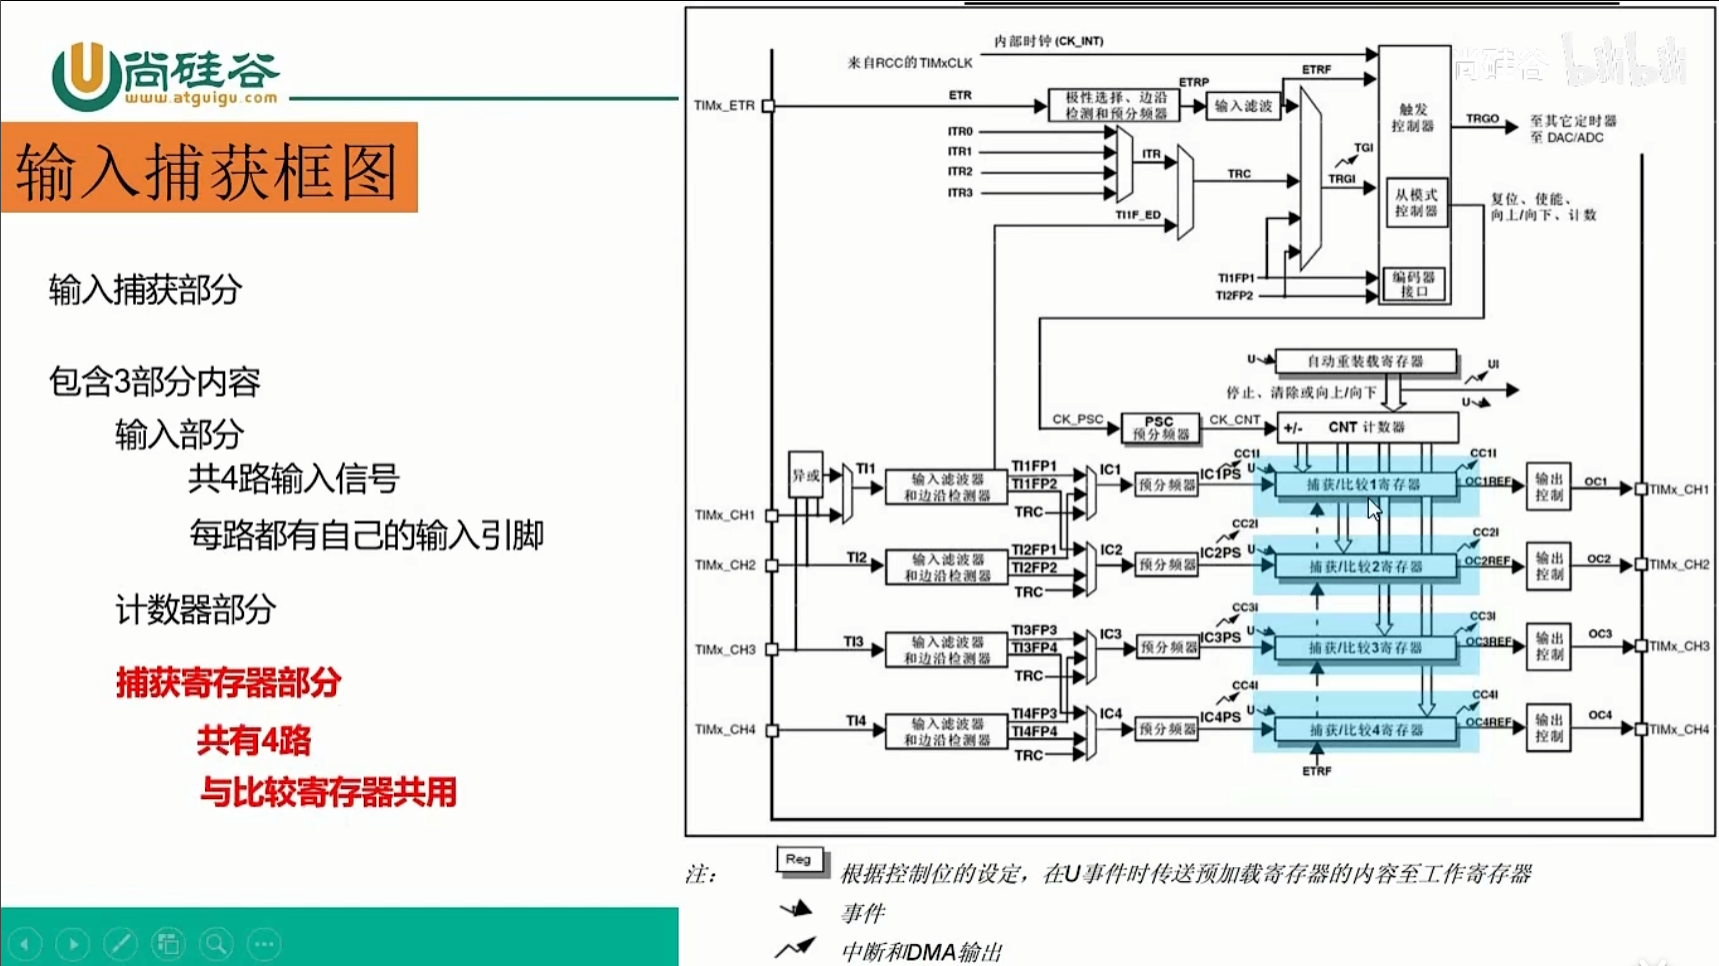 尚硅谷
www.atguigu.com
输入捕获框图
输入捕获部分
包含3部分内容
输入部分
共4路输入信号
每路都有自己的输入引脚
计数器部分
捕获寄存器部分
共有4路
与比较寄存器共用
尚硅谷 bilibili
内部时钟 (CK_INT)
来自RCC的TIMxCLK
TIMx_ETR
ETR
极性选择、边沿
检测和预分频器
ETRP
输入滤波
ETRF
触发
控制器
TRGO
至其它定时器
至 DAC/ADC
ITR0
ITR1
ITR2
ITR3
ITR
TRC
TI1F_ED
TGI
TRGI
从模式
控制器
复位、使能、
向上/向下、计数
TI1FP1
TI2FP2
编码器
接口
U
自动重装载寄存器
UI
停止、清除或向上/向下
U
CK_PSC
PSC
预分频器
CK_CNT
+/-
CNT 计数器
异或
TI1
输入滤波器
和边沿检测器
TI1FP1
TI1FP2
TRC
IC1
预分频器
IC1PS
CC1I
U
捕获/比较1寄存器
CC1I
OC1REF
输出
控制
OC1
TIMx_CH1
TIMx_CH1
TIMx_CH2
TI2
输入滤波器
和边沿检测器
TI2FP1
TI2FP2
TRC
IC2
预分频器
IC2PS
CC2I
U
捕获/比较2寄存器
CC2I
OC2REF
输出
控制
OC2
TIMx_CH2
TIMx_CH3
TI3
输入滤波器
和边沿检测器
TI3FP3
TI3FP4
TRC
IC3
预分频器
IC3PS
CC3I
U
捕获/比较3寄存器
CC3I
OC3REF
输出
控制
OC3
TIMx_CH3
TIMx_CH4
TI4
输入滤波器
和边沿检测器
TI4FP3
TI4FP4
TRC
IC4
预分频器
IC4PS
CC4I
U
捕获/比较4寄存器
CC4I
OC4REF
输出
控制
OC4
TIMx_CH4
ETRF
注：
Reg
根据控制位的设定，在U事件时传送预加载寄存器的内容至工作寄存器
事件
中断和DMA输出